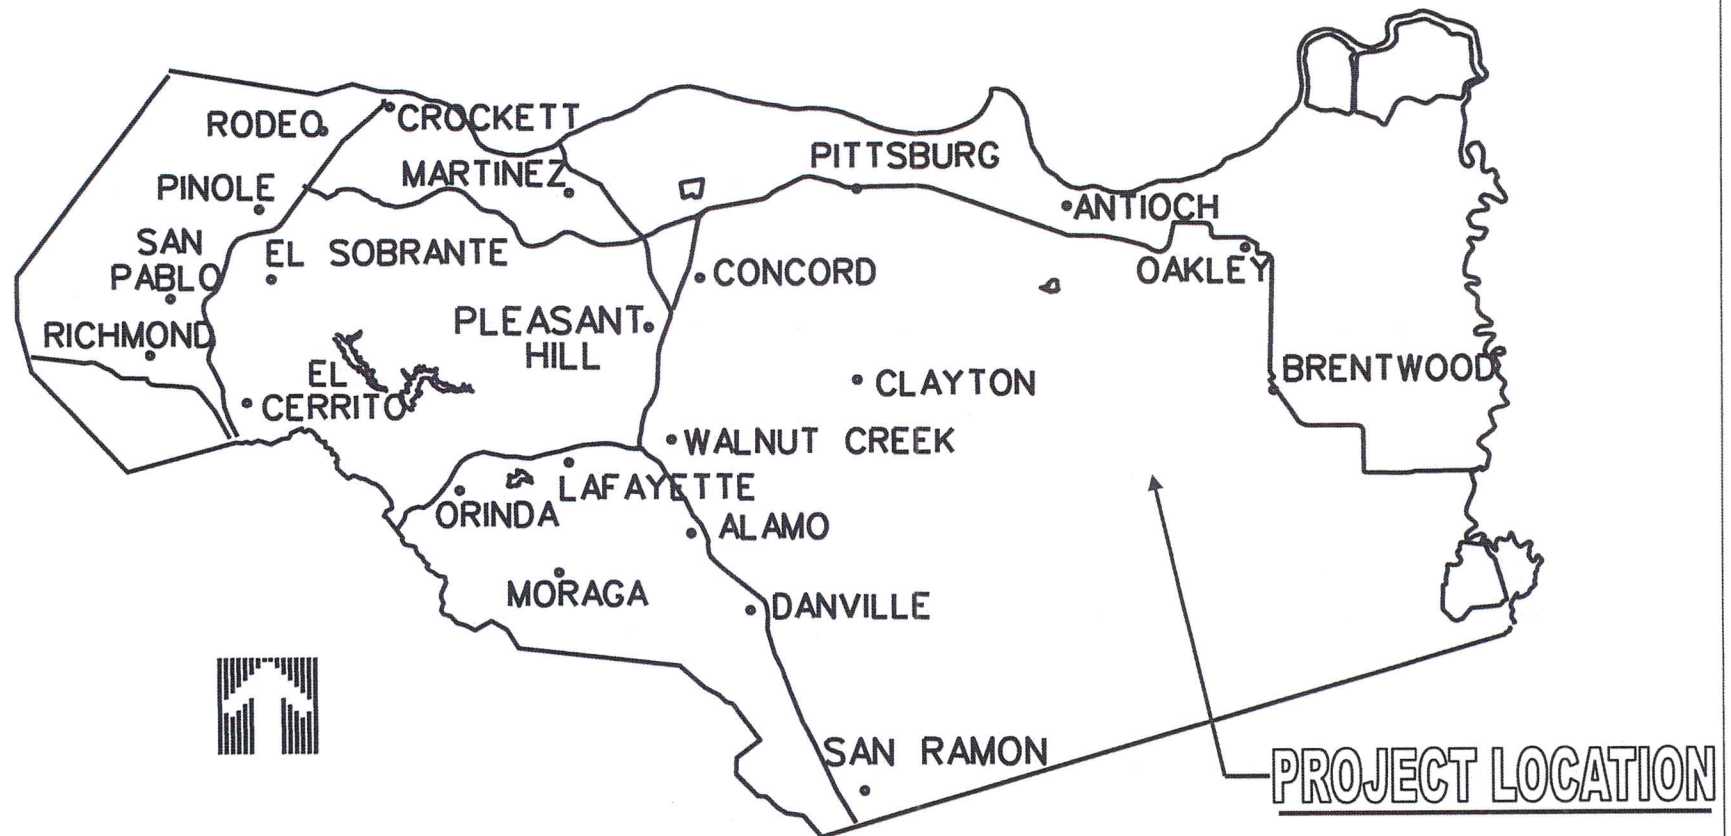 RODEO
CROCKETT
PITTSBURG
MARTINEZ
PINOLE
ANTIOCH
SAN
PABLO
EL SOBRANTE
CONCORD
OAKLEY
RICHMOND
PLEASANT
HILL
EL
CERRITO
CLAYTON
BRENTWOOD
WALNUT CREEK
LAFAYETTE
ORINDA
ALAMO
MORAGA
DANVILLE
SAN RAMON
PROJECT LOCATION